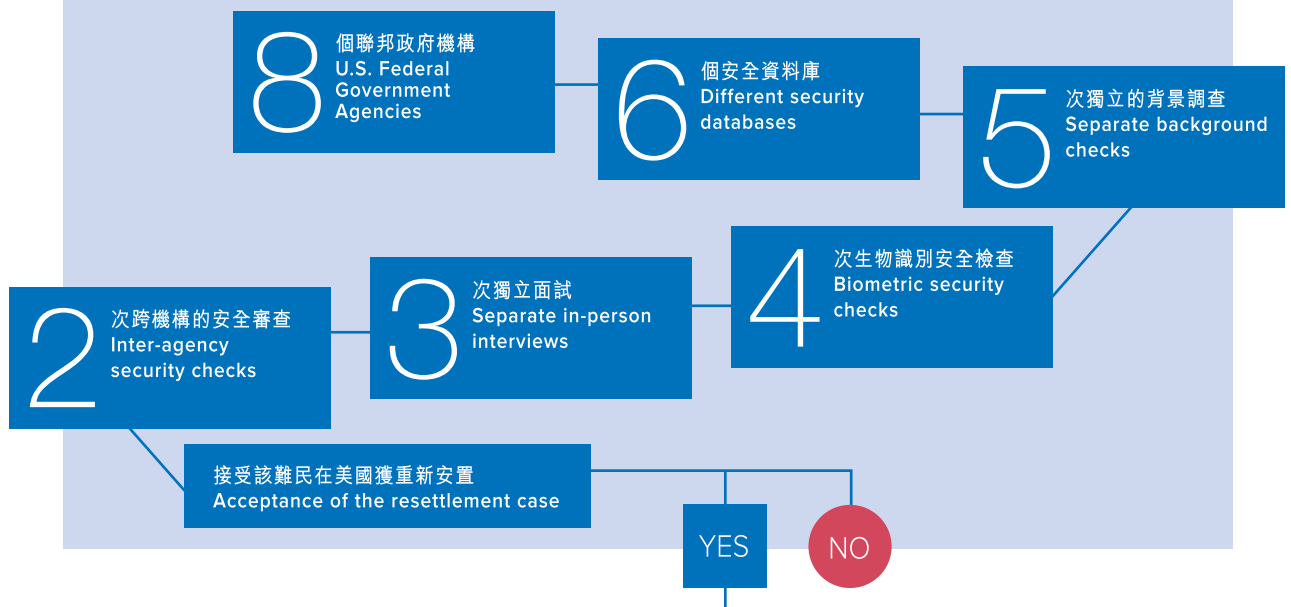 8
個聯邦政府機構
U.S. Federal
Government
Agencies
6
個安全資料庫
Different security
databases
5
次獨立的背景調查
Separate background
checks
4
次生物識別安全檢查
Biometric security
checks
3
次獨立面試
Separate in-person
interviews
2
次跨機構的安全審查
Inter-agency
security checks
接受該難民在美國獲重新安置
Acceptance of the resettlement case
YES
NO